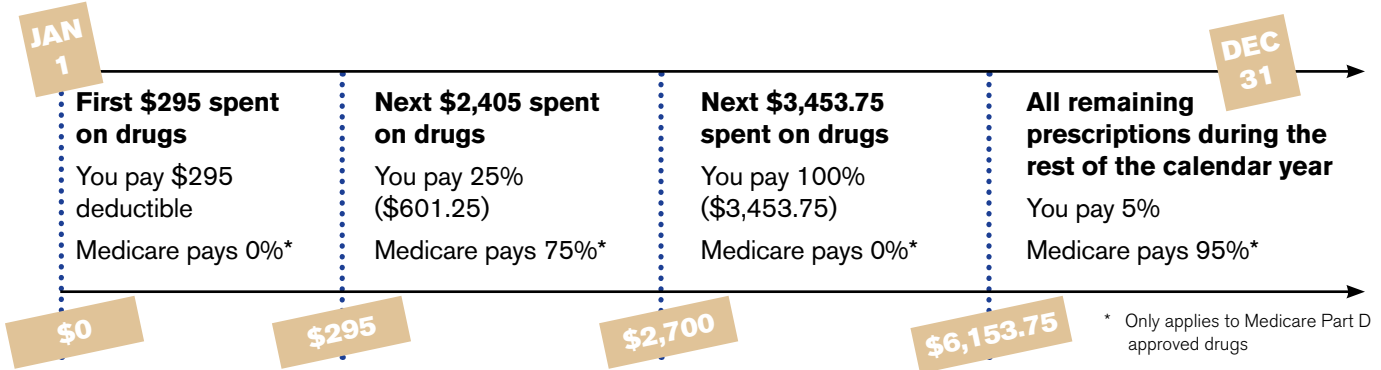 JAN
1
DEC
31
First $295 spent
on drugs
You pay $295
deductible
Medicare pays 0%*
Next $2,405 spent
on drugs
You pay 25%
($601.25)
Medicare pays 75%*
Next $3,453.75
spent on drugs
You pay 100%
($3,453.75)
Medicare pays 0%*
All remaining
prescriptions during the
rest of the calendar year
You pay 5%
Medicare pays 95%*
$0
$295
$2,700
$6,153.75
* Only applies to Medicare Part D
approved drugs